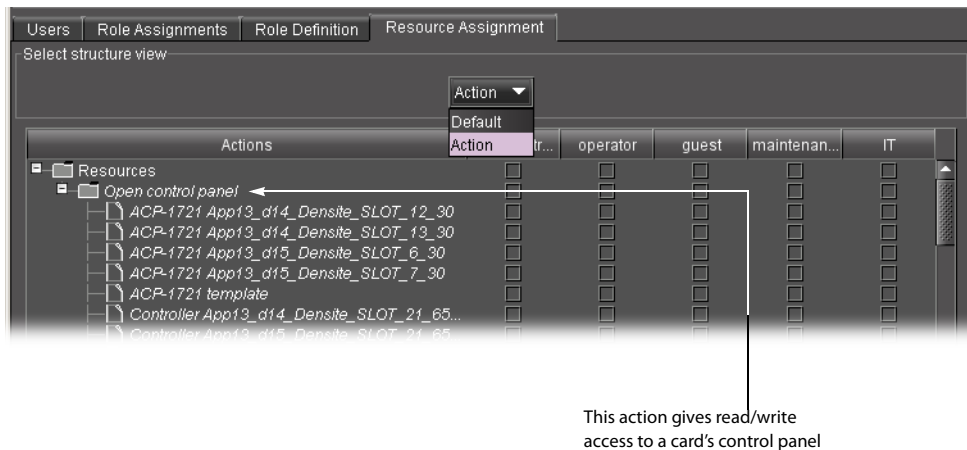 Users Role Assignments Role Definition Resource Assignment
Select structure view
Action
Default
Action
Actions tr... operator guest maintenan... IT
Resources
Open control panel
ACP-1721 App13_d14_Densite_SLOT_12_30
ACP-1721 App13_d14_Densite_SLOT_13_30
ACP-1721 App13_d15_Densite_SLOT_6_30
ACP-1721 App13_d15_Densite_SLOT_7_30
ACP-1721 template
Controller App13_d14_Densite_SLOT_21_65...
Controller App13_d15_Densite_SLOT_21_65...
This action gives read/write
access to a card's control panel